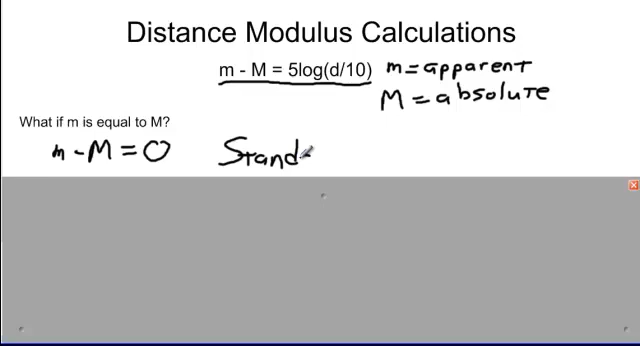 Distance Modulus Calculations
m - M = 5log(d/10) m = apparent
M = absolute
What if m is equal to M?
m - M = 0 Stand